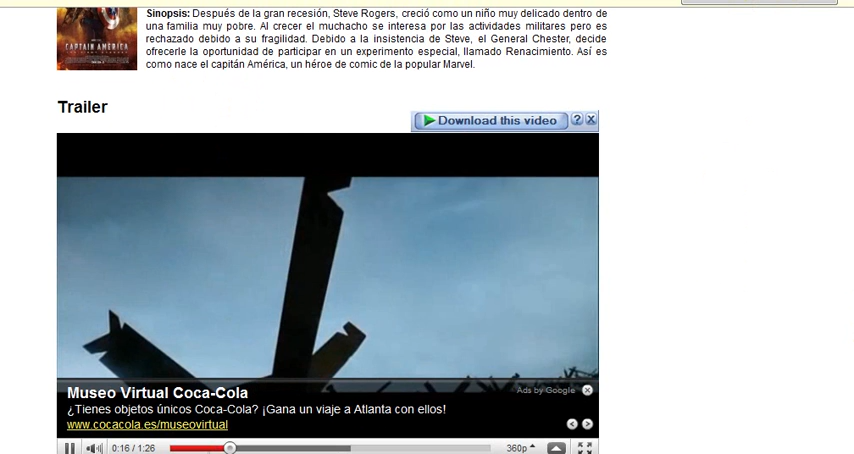 Sinopsis: Después de la gran recesión, Steve Rogers, creció como un niño muy delicado dentro de
una familia muy pobre. Al crecer el muchacho se interesa por las actividades militares pero es
rechazado debido a su fragilidad. Debido a la insistencia de Steve, el General Chester, decide
ofrecerle la oportunidad de participar en un experimento especial, llamado Renacimiento. Así es
como nace el capitán América, un héroe de comic de la popular Marvel.
CAPTAIN AMERICA
Trailer
Download this video
Museo Virtual Coca-Cola
Ads by Google
¿Tienes objetos únicos Coca-Cola? ¡Gana un viaje a Atlanta con ellos!
www.cocacola.es/museovirtual
0:16 / 1:26
360p